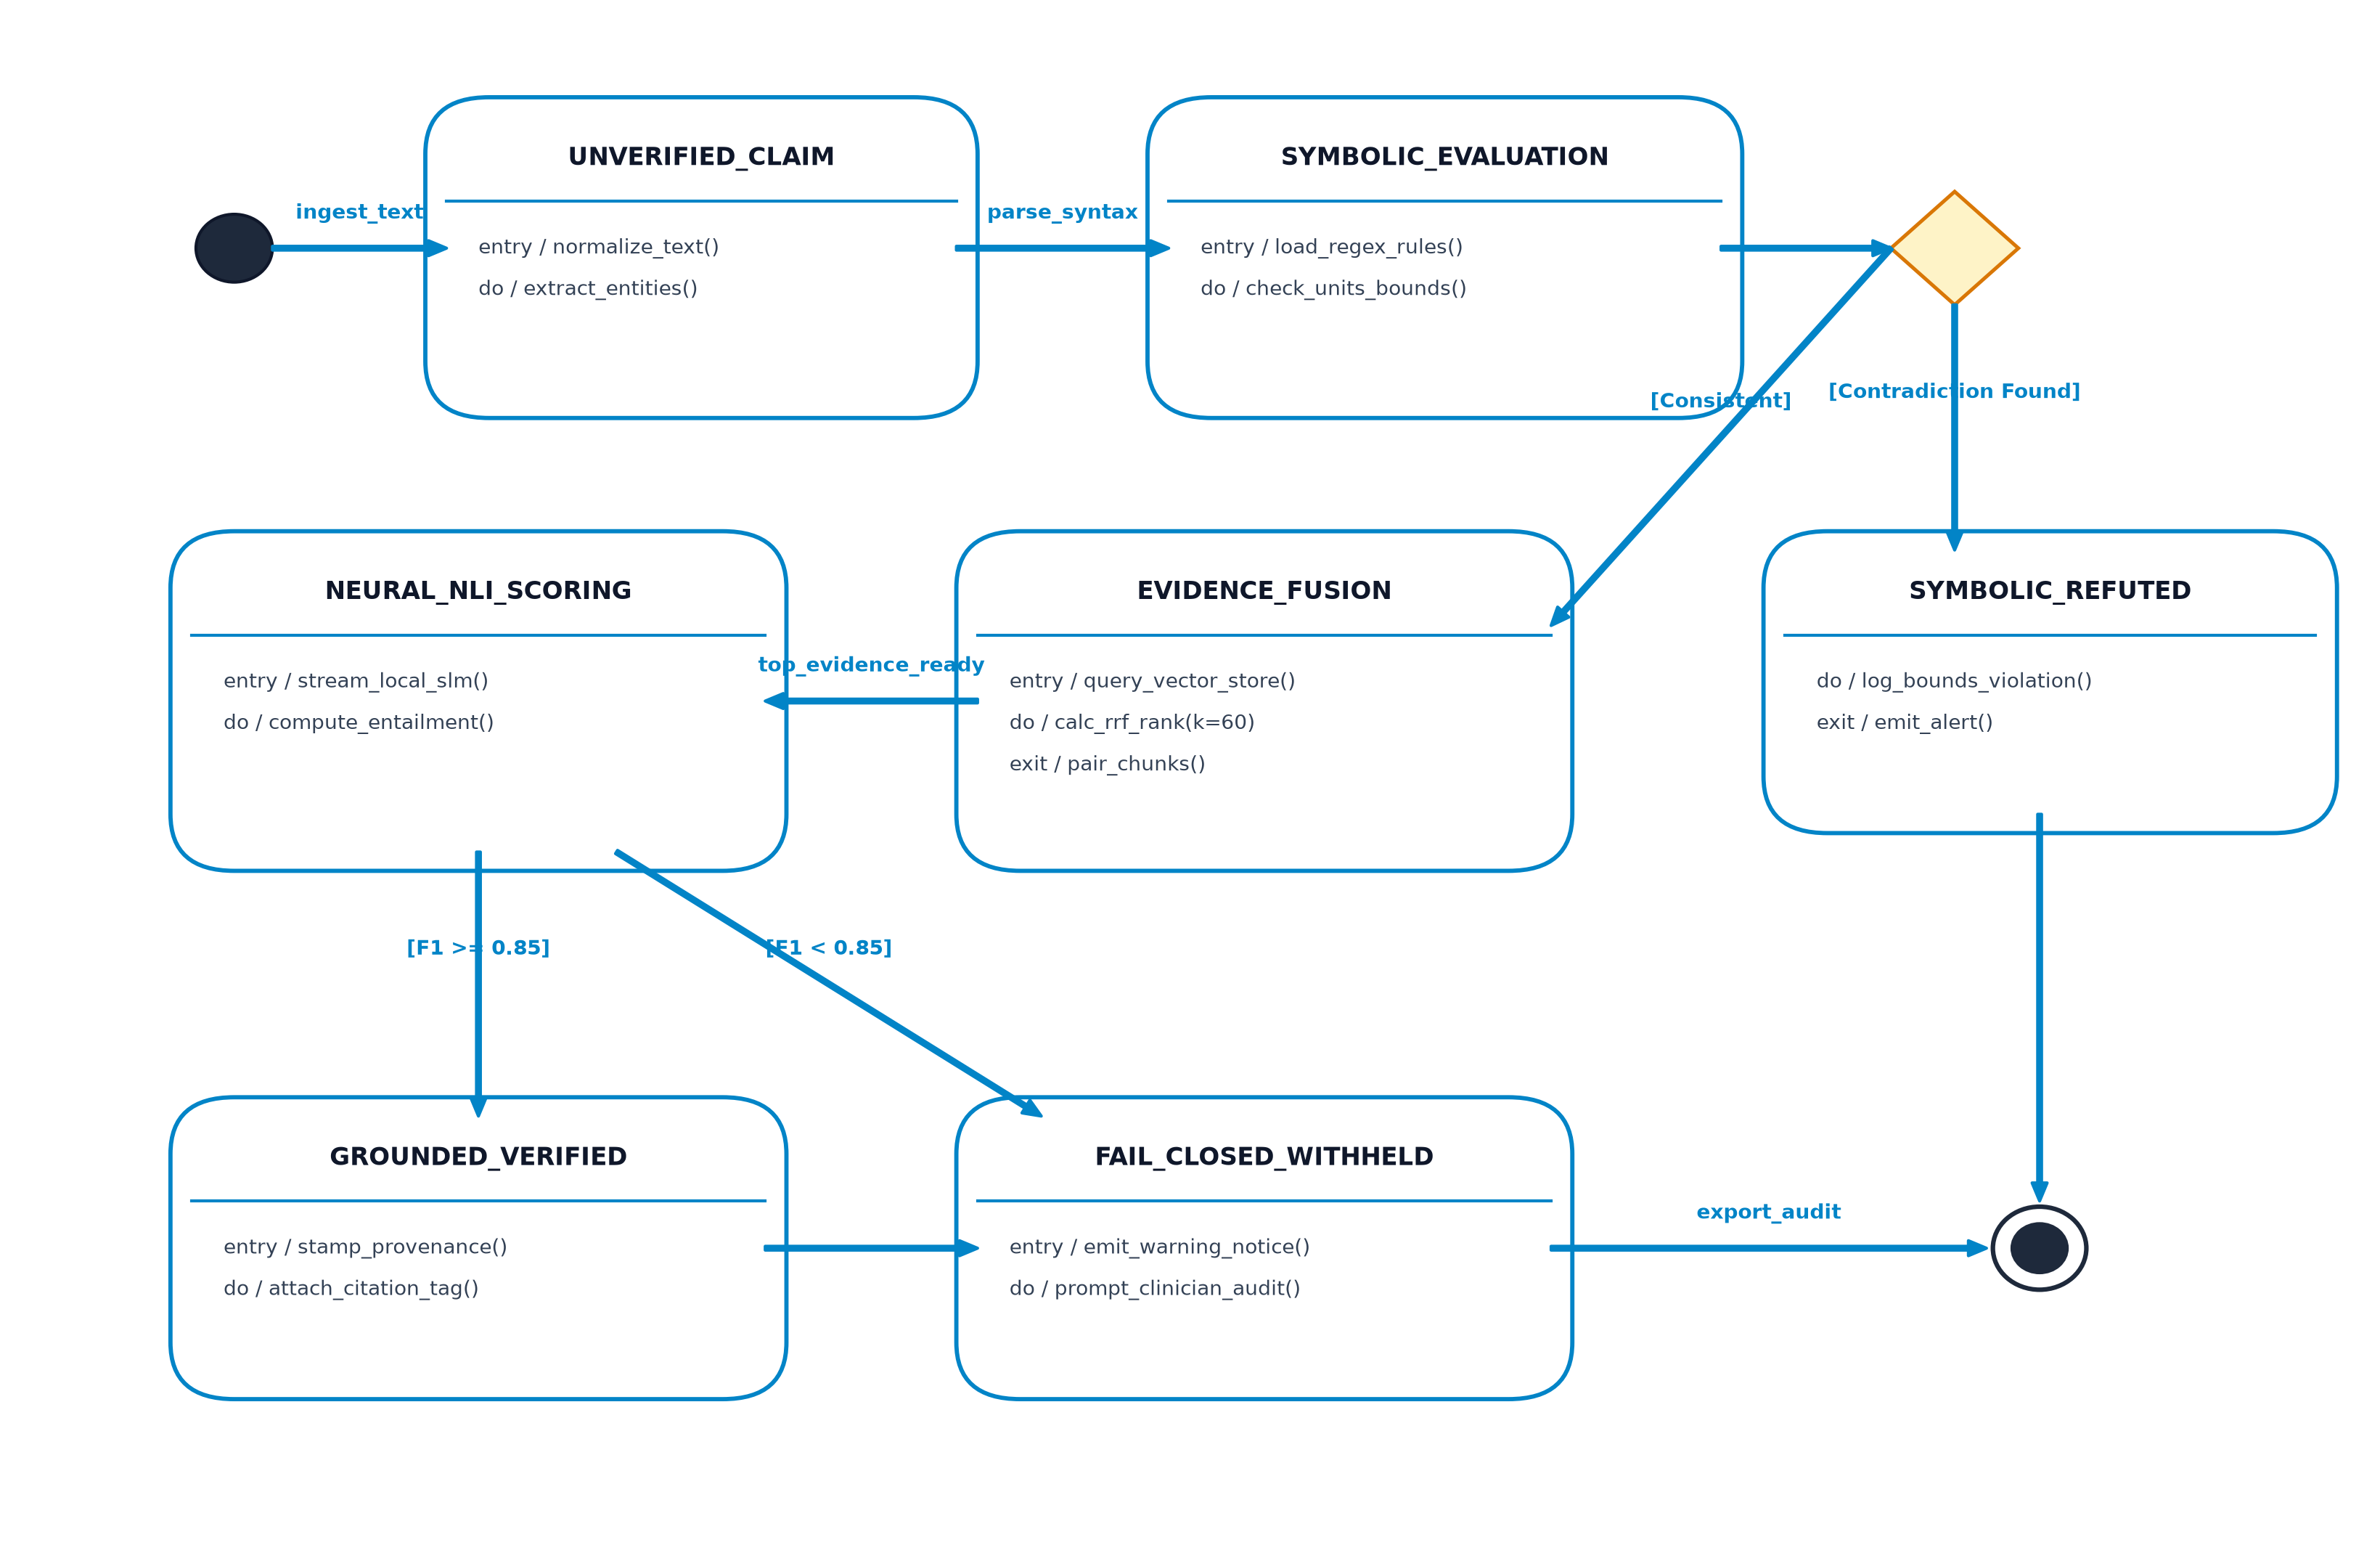 UNVERIFIED_CLAIM
entry / normalize_text()
do / extract_entities()
ingest_text
parse_syntax
SYMBOLIC_EVALUATION
entry / load_regex_rules()
do / check_units_bounds()
[Consistent]
[Contradiction Found]
NEURAL_NLI_SCORING
entry / stream_local_slm()
do / compute_entailment()
top_evidence_ready
EVIDENCE_FUSION
entry / query_vector_store()
do / calc_rrf_rank(k=60)
exit / pair_chunks()
SYMBOLIC_REFUTED
do / log_bounds_violation()
exit / emit_alert()
[F1 >= 0.85]
[F1 < 0.85]
GROUNDED_VERIFIED
entry / stamp_provenance()
do / attach_citation_tag()
FAIL_CLOSED_WITHHELD
entry / emit_warning_notice()
do / prompt_clinician_audit()
export_audit